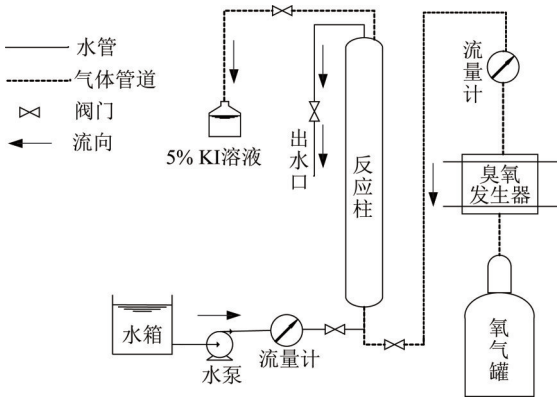 水管
气体管道
阀门
流向
5% KI溶液
出水口
反应柱
流量计
臭氧
发生器
氧气罐
水箱
水泵
流量计